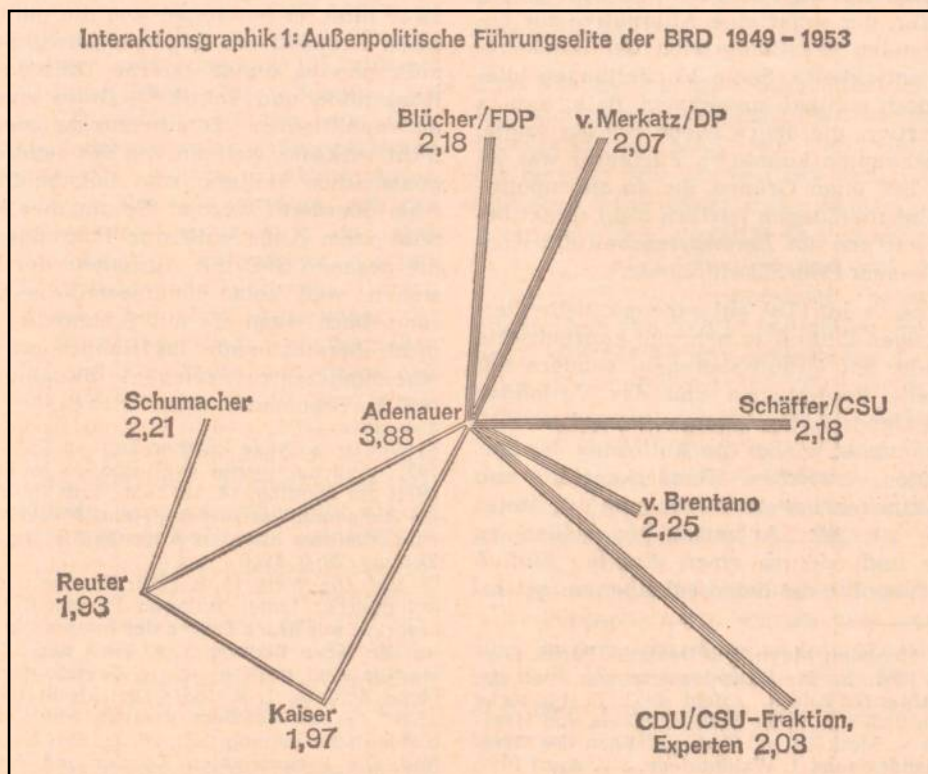 Interaktionsgraphik 1: Außenpolitische Führungselite der BRD 1949 – 1953
Blücher/FDP
2,18
v. Merkatz/DP
2,07
Schumacher
2,21
Adenauer
3,88
Schäffer/CSU
2,18
v. Brentano
2,25
Reuter
1,93
Kaiser
1,97
CDU/CSU–Fraktion,
Experten 2,03